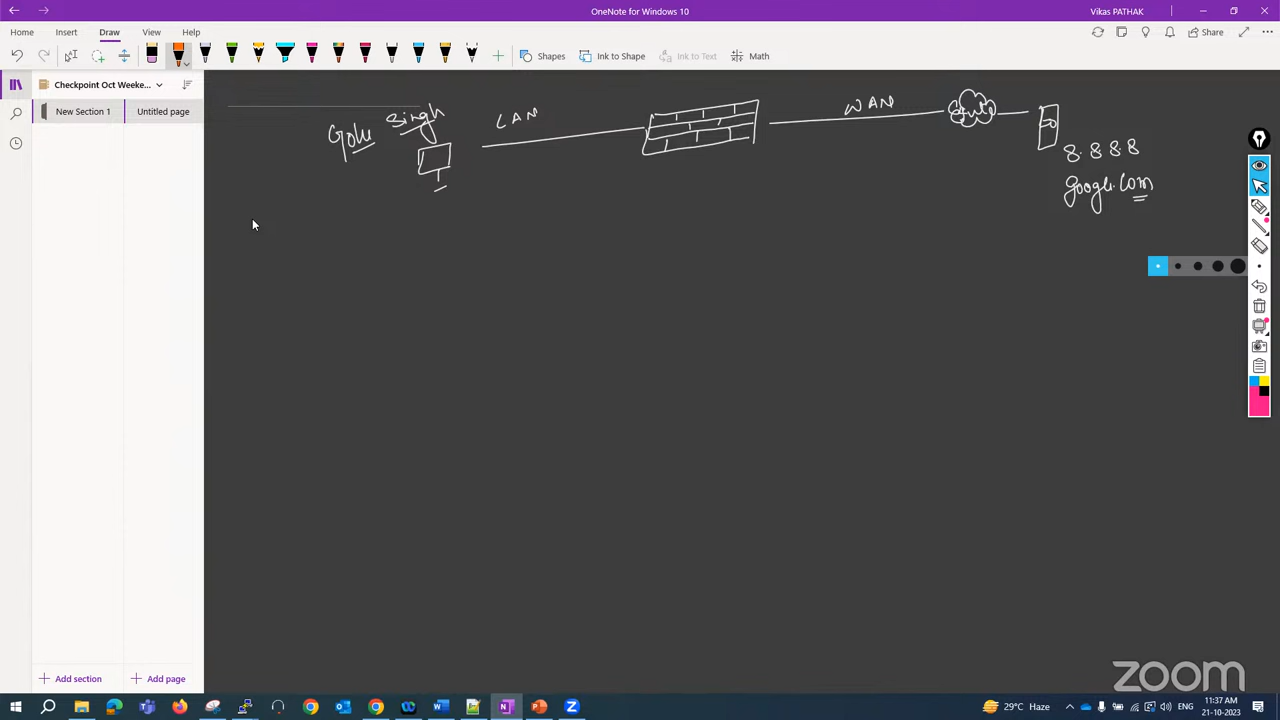 OneNote for Windows 10
Vikas PATHAK
Home Insert Draw View Help
Share
Shapes Ink to Shape Ink to Text Math
Checkpoint Oct Weeke...
New Section 1 Untitled page
Golu Singh LAN WAN
8.8.8.8
google.com
Add section Add page
zoom
29°C Haze
ENG
11:37 AM
21-10-2023